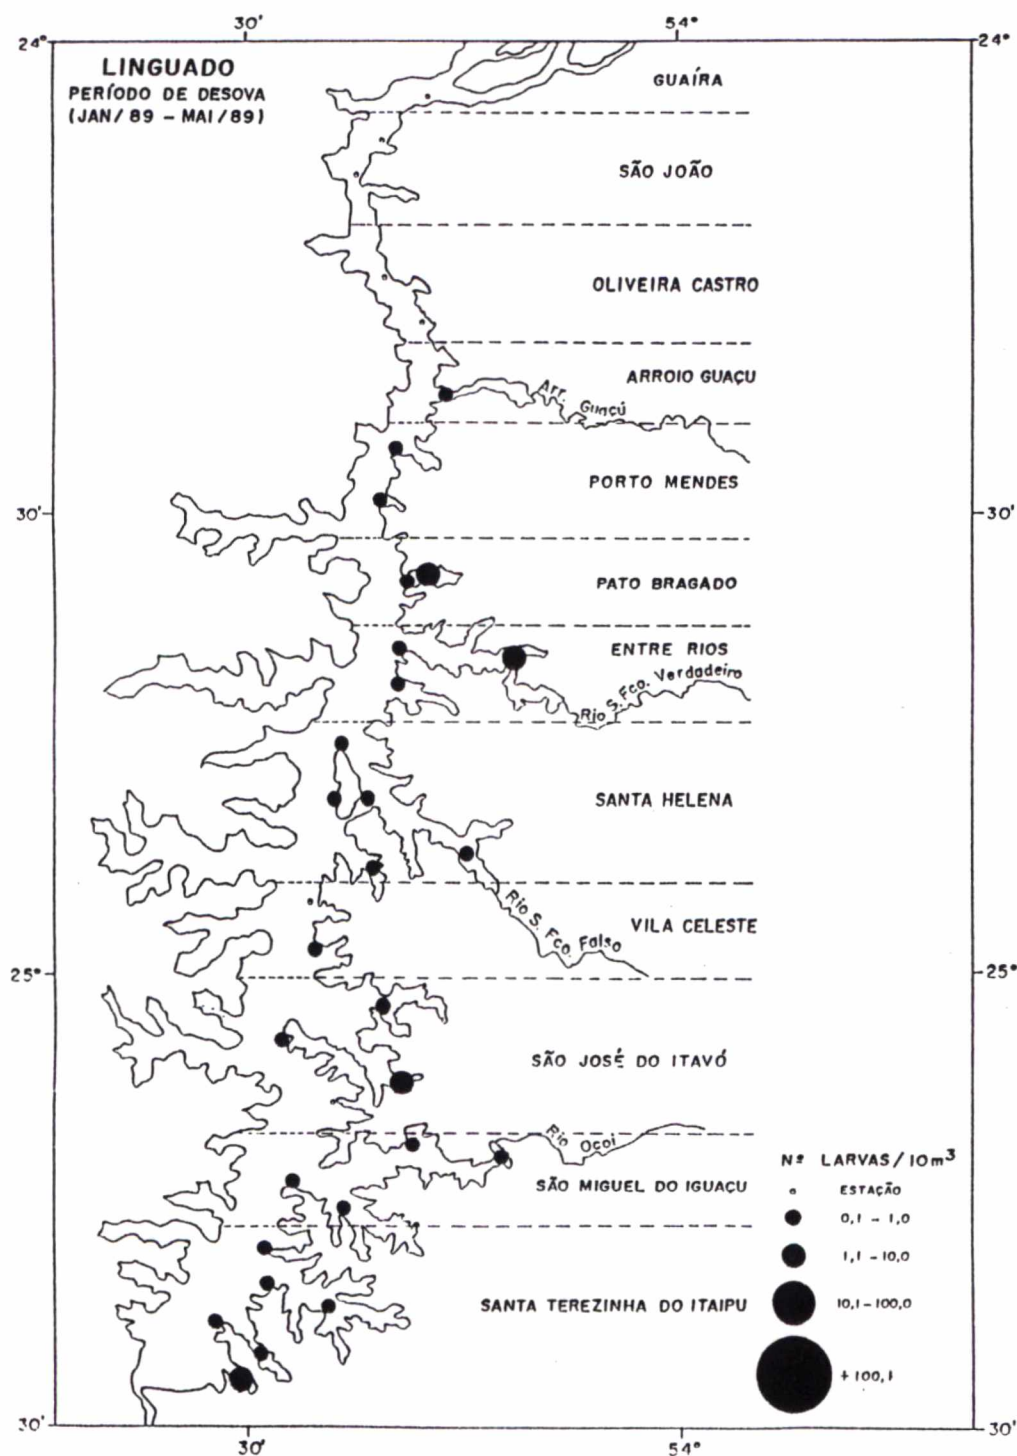 30' 54°
24° 24°
LINGUADO
PERÍODO DE DESOVA
(JAN/89 - MAI/89)
GUAÍRA
SÃO JOÃO
OLIVEIRA CASTRO
ARROIO GUAÇU
Arr. Guaçú
PORTO MENDES
30' 30'
PATO BRAGADO
ENTRE RIOS
Rio S. Fco. Verdadeiro
SANTA HELENA
Rio S. Fco. Falso
VILA CELESTE
25° 25°
SÃO JOSÉ DO ITAVÓ
Rio Ocoí
Nº LARVAS/10m³
SÃO MIGUEL DO IGUAÇU
ESTAÇÃO
0,1 - 1,0
1,1 - 10,0
SANTA TEREZINHA DO ITAIPU
10,1 - 100,0
+ 100,1
30' 30'
30' 54°